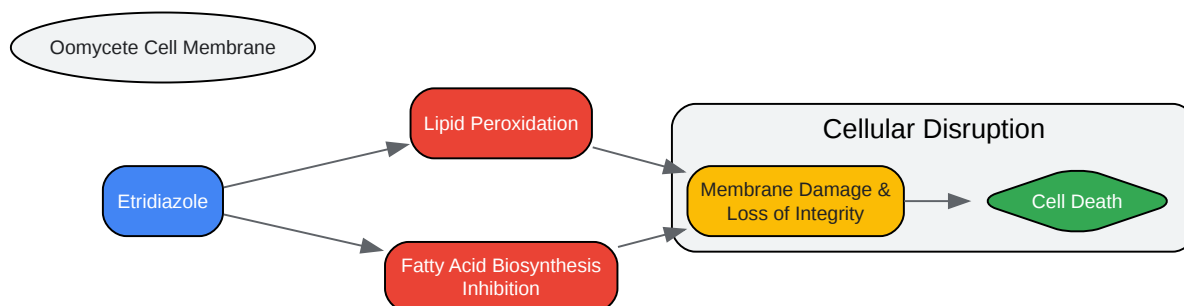 Oomycete Cell Membrane
Lipid Peroxidation
Cellular Disruption
Etridiazole
Membrane Damage &
Loss of Integrity
Cell Death
Fatty Acid Biosynthesis
Inhibition